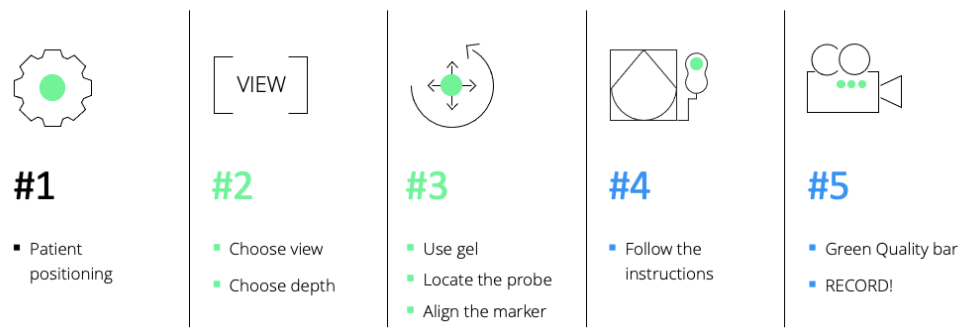 VIEW
#1
Patient
positioning
#2
Choose view
Choose depth
#3
Use gel
Locate the probe
Align the marker
#4
Follow the
instructions
#5
Green Quality bar
RECORD!